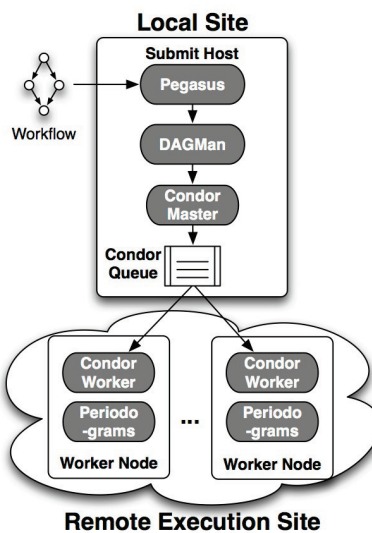 Local Site
Submit Host
Pegasus
Workflow
DAGMan
Condor
Master
Condor
Queue
Condor
Worker
Periodo
-grams
Worker Node
...
Condor
Worker
Periodo
-grams
Worker Node
Remote Execution Site